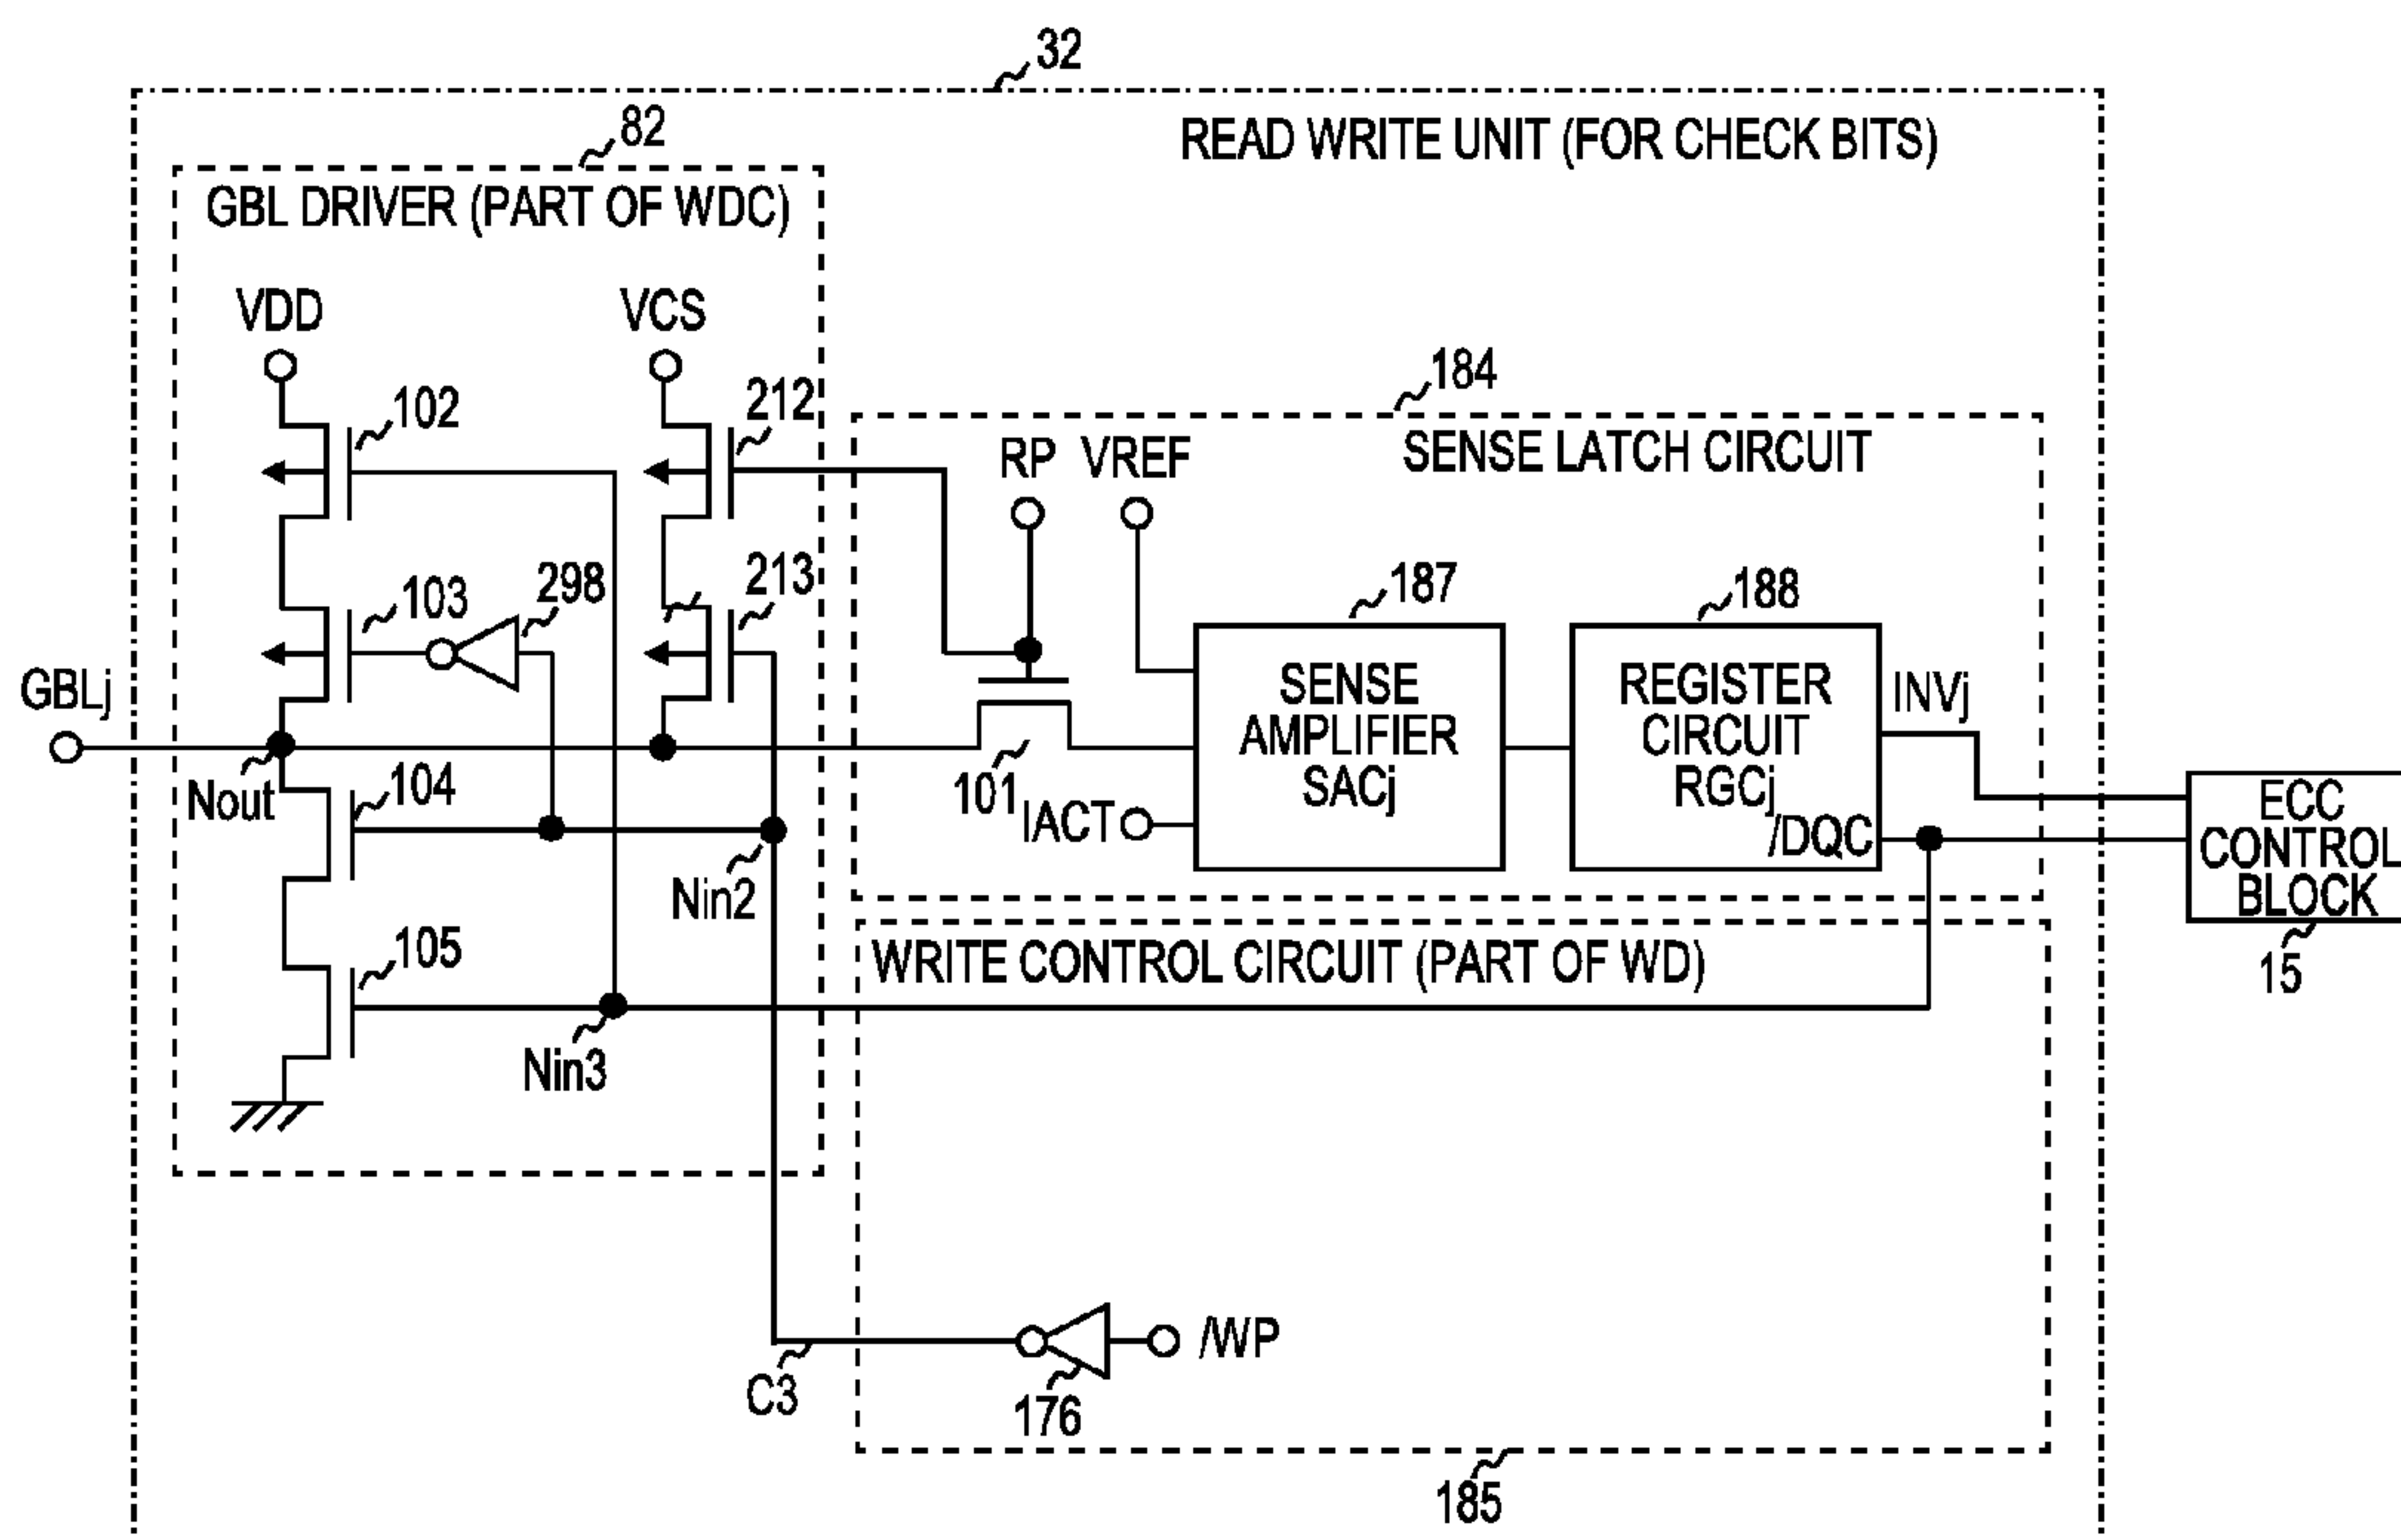 32
READ WRITE UNIT (FOR CHECK BITS)
82
GBL DRIVER (PART OF WDC)
VDD
VCS
102
212
184
SENSE LATCH CIRCUIT
RP
VREF
103
298
213
187
188
GBLj
SENSE
AMPLIFIER
SACj
REGISTER
CIRCUIT
RGCj
/DQC
INVj
Nout
104
101
IACT
Nin2
ECC
CONTROL
BLOCK
15
105
WRITE CONTROL CIRCUIT (PART OF WD)
Nin3
C3
176
/WP
185